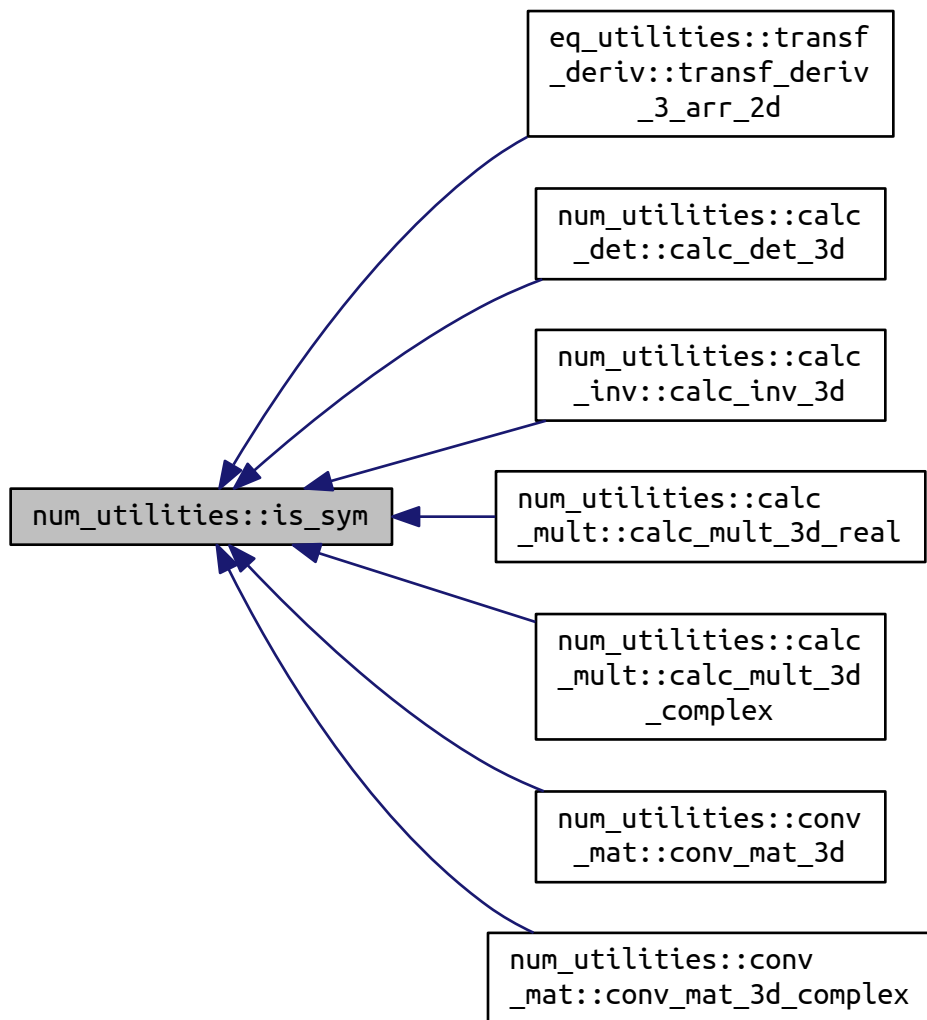 eq_utilities::transf
_deriv::transf_deriv
_3_arr_2d
num_utilities::calc
_det::calc_det_3d
num_utilities::calc
_inv::calc_inv_3d
num_utilities::is_sym
num_utilities::calc
_mult::calc_mult_3d_real
num_utilities::calc
_mult::calc_mult_3d
_complex
num_utilities::conv
_mat::conv_mat_3d
num_utilities::conv
_mat::conv_mat_3d_complex